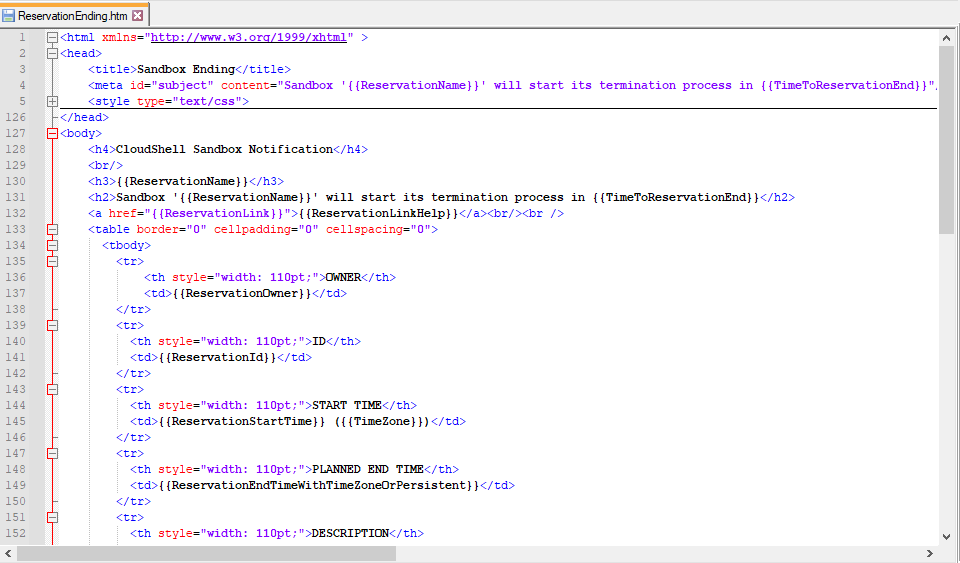 ReservationEnding.htm
1 <html xmlns="http://www.w3.org/1999/xhtml" >
2 <head>
3 <title>Sandbox Ending</title>
4 <meta id="subject" content="Sandbox '{{ReservationName}}' will start its termination process in {{TimeToReservationEnd}}"
5 <style type="text/css">
126 </head>
127 <body>
128 <h4>CloudShell Sandbox Notification</h4>
129 <br/>
130 <h3>{{ReservationName}}</h3>
131 <h2>Sandbox '{{ReservationName}}' will start its termination process in {{TimeToReservationEnd}}</h2>
132 <a href="{{ReservationLink}}">{{ReservationLinkHelp}}</a><br/><br />
133 <table border="0" cellpadding="0" cellspacing="0">
134 <tbody>
135 <tr>
136 <th style="width: 110pt;">OWNER</th>
137 <td>{{ReservationOwner}}</td>
138 </tr>
139 <tr>
140 <th style="width: 110pt;">ID</th>
141 <td>{{ReservationId}}</td>
142 </tr>
143 <tr>
144 <th style="width: 110pt;">START TIME</th>
145 <td>{{ReservationStartTime}} ({{TimeZone}})</td>
146 </tr>
147 <tr>
148 <th style="width: 110pt;">PLANNED END TIME</th>
149 <td>{{ReservationEndTimeWithTimeZoneOrPersistent}}</td>
150 </tr>
151 <tr>
152 <th style="width: 110pt;">DESCRIPTION</th>